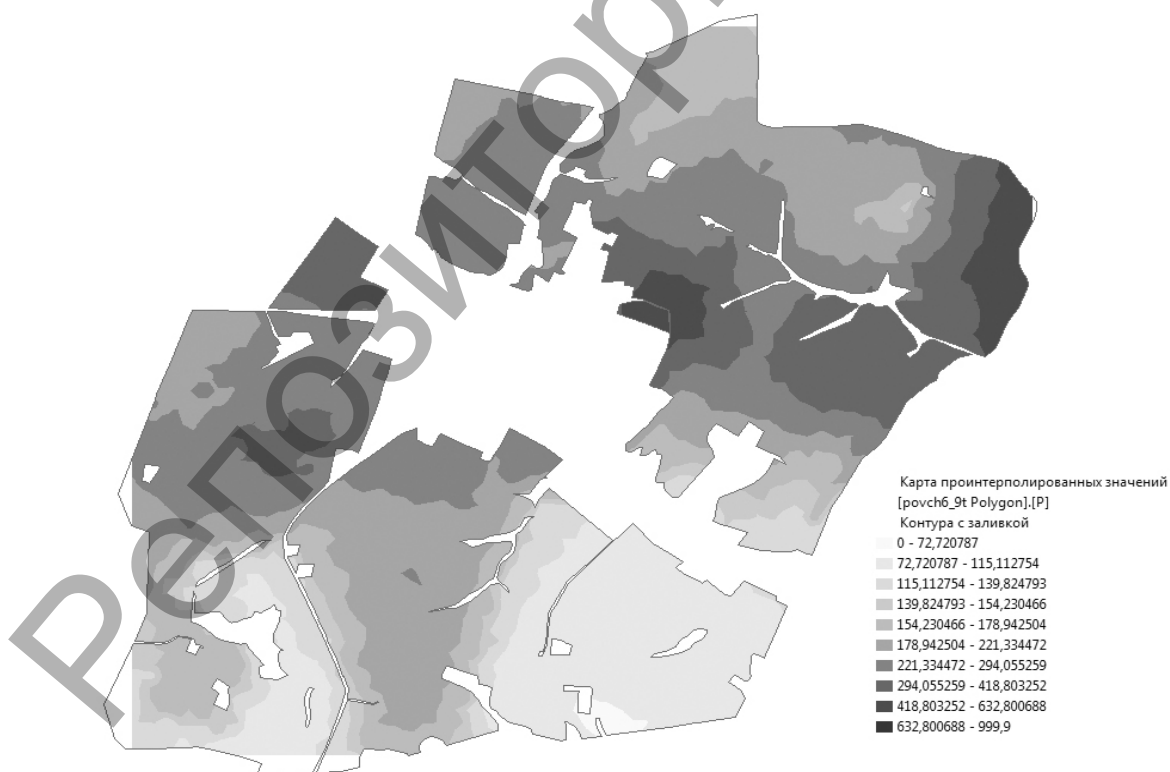 Карта проинтерполированных значений
[povch6_9t Polygon].[P]
Контура с заливкой
0 - 72,720787
72,720787 - 115,112754
115,112754 - 139,824793
139,824793 - 154,230466
154,230466 - 178,942504
178,942504 - 221,334472
221,334472 - 294,055259
294,055259 - 418,803252
418,803252 - 632,800688
632,800688 - 999,9
Репозитор